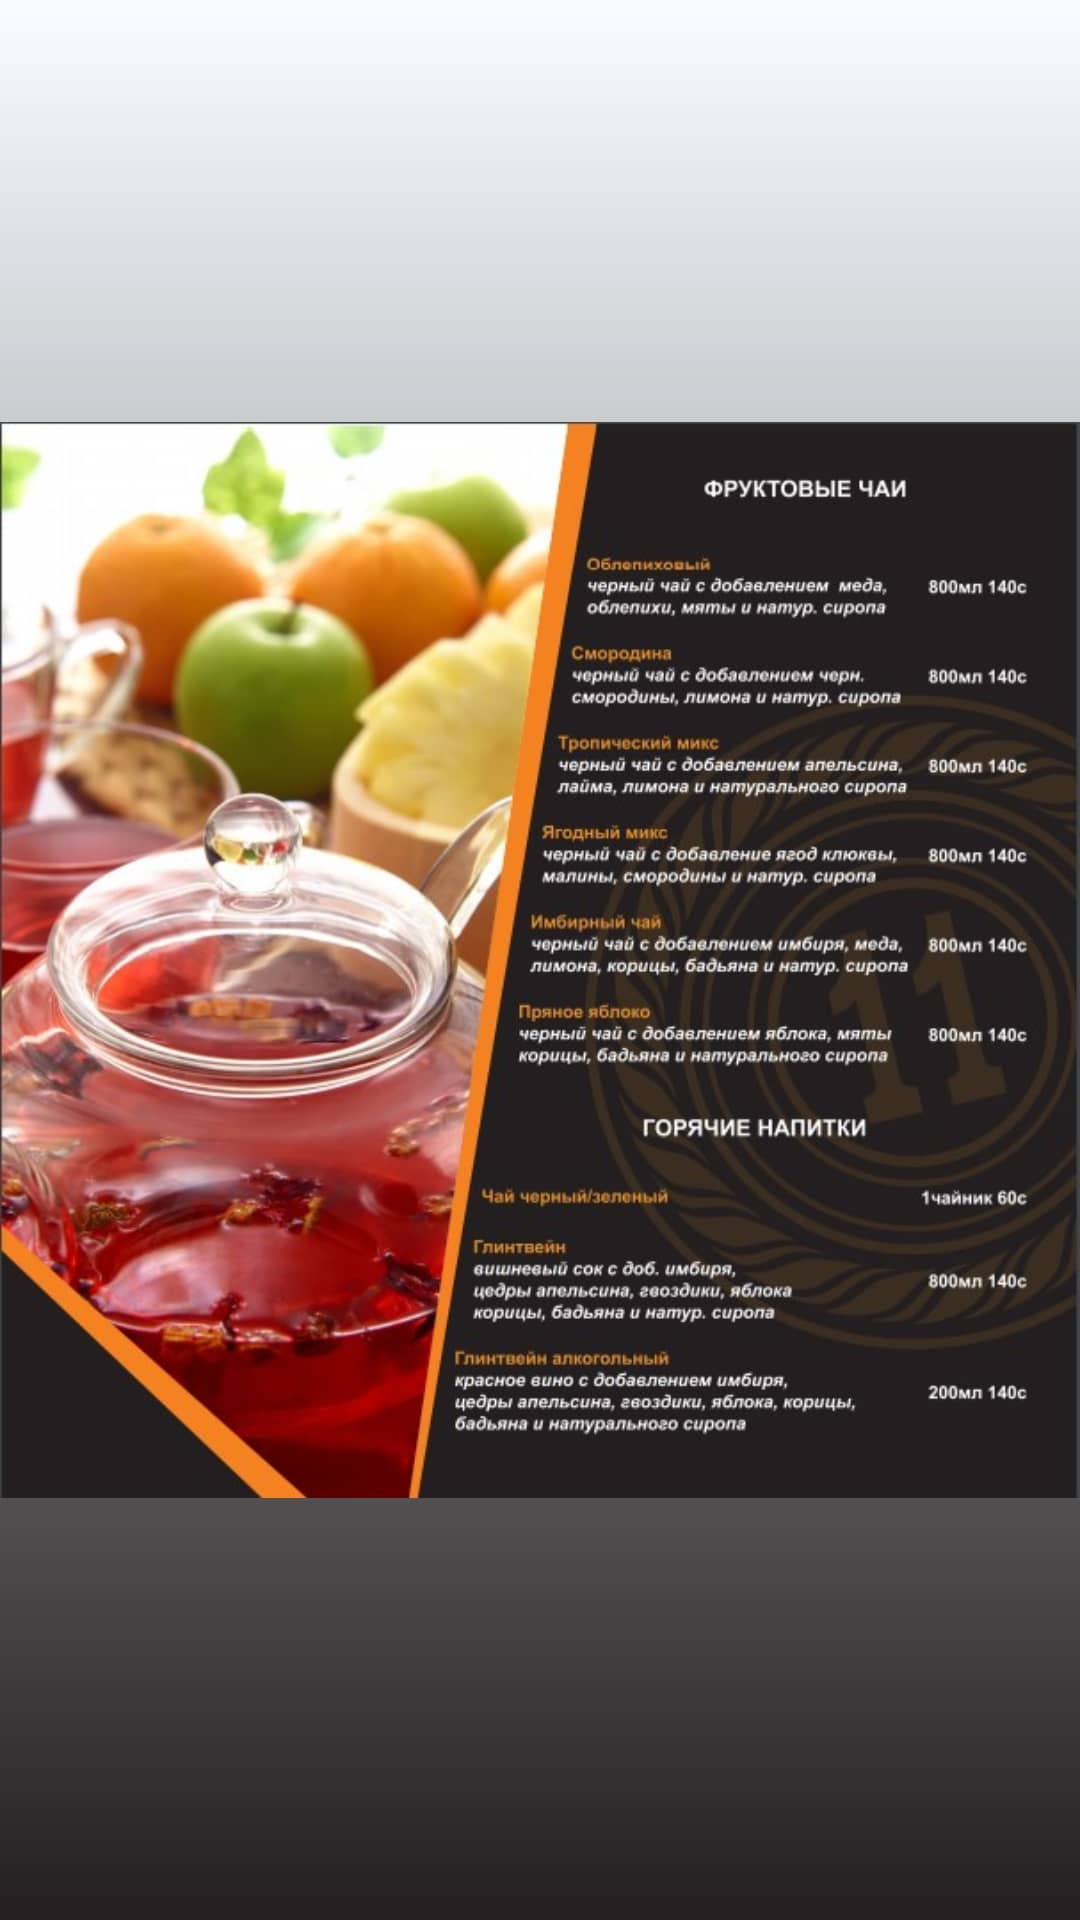 ФРУКТОВЫЕ ЧАИ
Облепиховый
черный чай с добавлением меда,
облепихи, мяты и натур. сиропа
800мл 140с
Смородина
черный чай с добавлением черн.
смородины, лимона и натур. сиропа
800мл 140с
Тропический микс
черный чай с добавлением апельсина,
лайма, лимона и натурального сиропа
800мл 140с
Ягодный микс
черный чай с добавление ягод клюквы,
малины, смородины и натур. сиропа
800мл 140с
Имбирный чай
черный чай с добавлением имбиря, меда,
лимона, корицы, бадьяна и натур. сиропа
800мл 140с
Пряное яблоко
черный чай с добавлением яблока, мяты
корицы, бадьяна и натурального сиропа
800мл 140с
11
ГОРЯЧИЕ НАПИТКИ
Чай черный/зеленый
1чайник 60с
Глинтвейн
вишневый сок с доб. имбиря,
цедры апельсина, гвоздики, яблока
корицы, бадьяна и натур. сиропа
800мл 140с
Глинтвейн алкогольный
красное вино с добавлением имбиря,
цедры апельсина, гвоздики, яблока, корицы,
бадьяна и натурального сиропа
200мл 140с